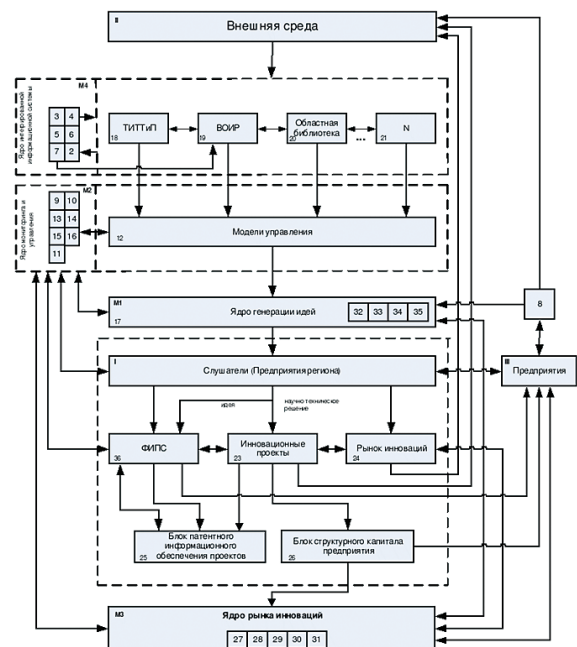 II
Внешняя среда
М4
Ядро интегрированной
информационной системы
3 4
5 6
7 2
ТИТТиП
18
ВОИР
19
Областная
библиотека
20
...
N
21
М2
Ядро мониторинга и
управления
9 10
13 14
15 16
11
Модели управления
12
М1
Ядро генерации идей
17
32 33 34 35
8
I
Слушатели (Предприятия региона)
III
Предприятия
идея
научно техническое
решение
ФИПС
36
Инновационные
проекты
23
Рынок инноваций
24
Блок патентного
информационного
обеспечения проектов
25
Блок структурного капитала
предприятия
26
М3
Ядро рынка инноваций
27 28 29 30 31